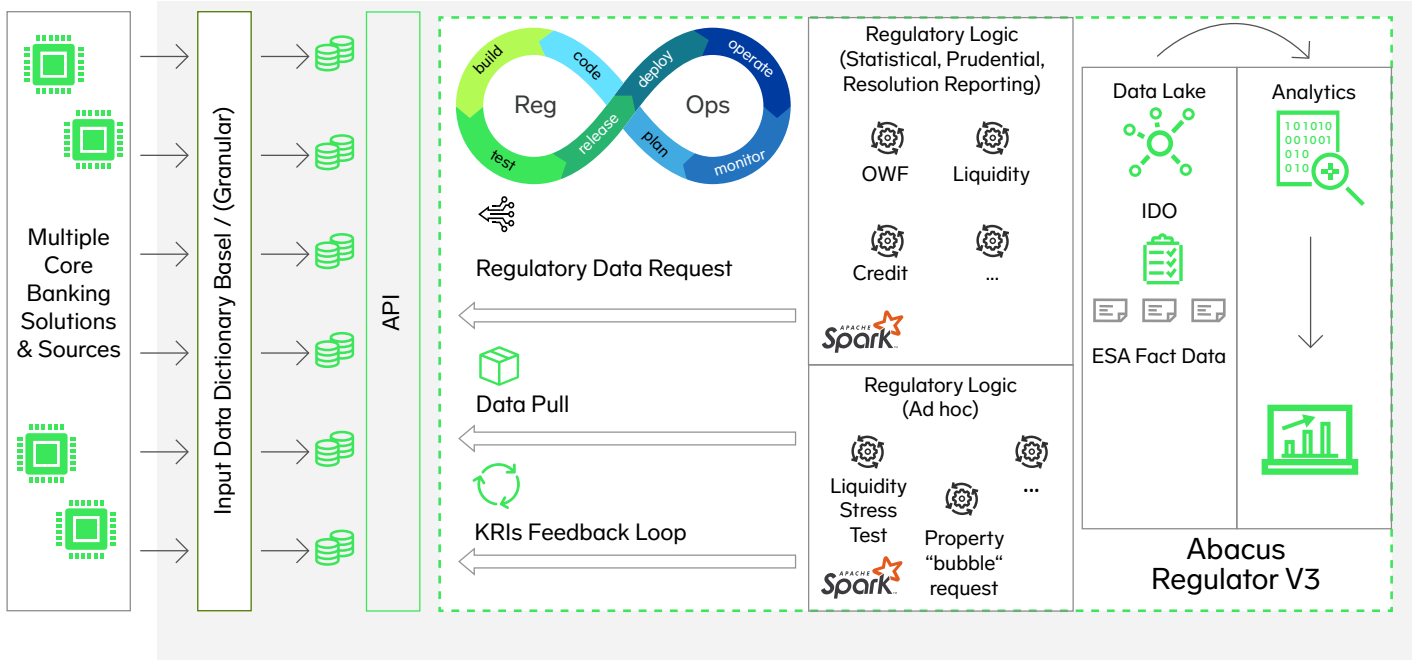 Multiple
Core
Banking
Solutions
& Sources
Input Data Dictionary Basel / (Granular)
API
build
code
deploy
operate
Reg
Ops
test
release
plan
monitor
Regulatory Data Request
Data Pull
KRIs Feedback Loop
Regulatory Logic
(Statistical, Prudential,
Resolution Reporting)
OWF
Liquidity
Credit
...
APACHE
Spark™
Regulatory Logic
(Ad hoc)
Liquidity
Stress
Test
...
Property
“bubble“
request
APACHE
Spark™
Data Lake
IDO
ESA Fact Data
Analytics
101010
001001
010
010
Abacus
Regulator V3